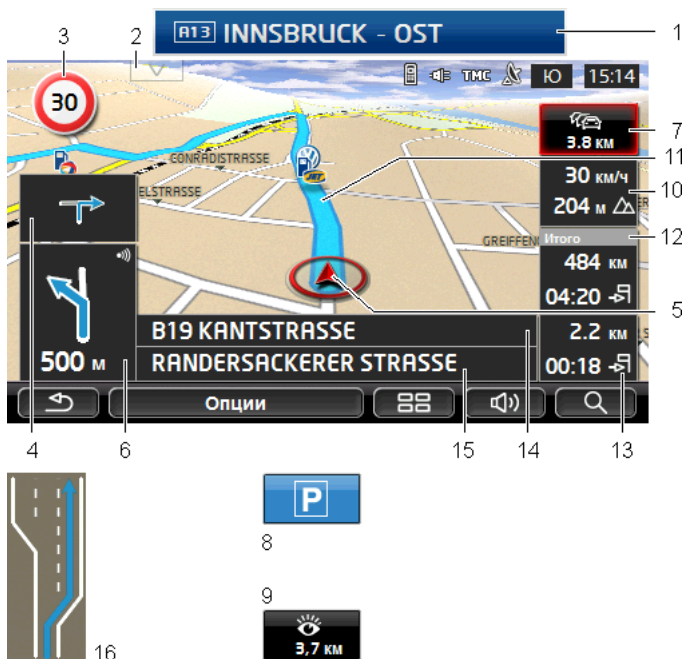 A13 INNSBRUCK - OST
1
3
2
30
TMC
Ю
15:14
3.8 км
7
11
CONRADISTRASSE
30 км/ч
10
ELSTRASSE
204 м
GREIFFEN
Итого
12
484 км
04:20
5
B19 KANTSTRASSE
2.2 км
500 м
RANDERSACKERER STRASSE
00:18
Опции
4
6
15
14
13
P
8
9
3,7 км
16